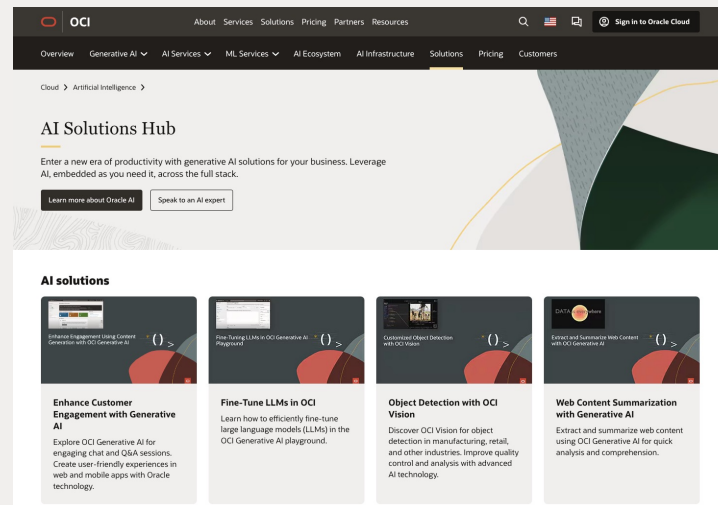 OCI
About Services Solutions Pricing Partners Resources
Sign in to Oracle Cloud
Overview Generative AI AI Services ML Services AI Ecosystem AI Infrastructure Solutions Pricing Customers
Cloud > Artificial Intelligence >
AI Solutions Hub
Enter a new era of productivity with generative AI solutions for your business. Leverage
AI, embedded as you need it, across the full stack.
Learn more about Oracle AI
Speak to an AI expert
AI solutions
Enhance Engagement Using Content
Generation with OCI Generative AI
Enhance Customer
Engagement with Generative
AI
Explore OCI Generative AI for
engaging chat and Q&A sessions.
Create user-friendly experiences in
web and mobile apps with Oracle
technology.
Fine-Tuning LLMs in OCI Generative AI
Playground
Fine-Tune LLMs in OCI
Learn how to efficiently fine-tune
large language models (LLMs) in the
OCI Generative AI playground.
Customized Object Detection
with OCI Vision
Object Detection with OCI
Vision
Discover OCI Vision for object
detection in manufacturing, retail,
and other industries. Improve quality
control and analysis with advanced
AI technology.
DATA
Extract and Summarize Web Content
with OCI Generative AI
Web Content Summarization
with Generative AI
Extract and summarize web content
using OCI Generative AI for quick
analysis and comprehension.